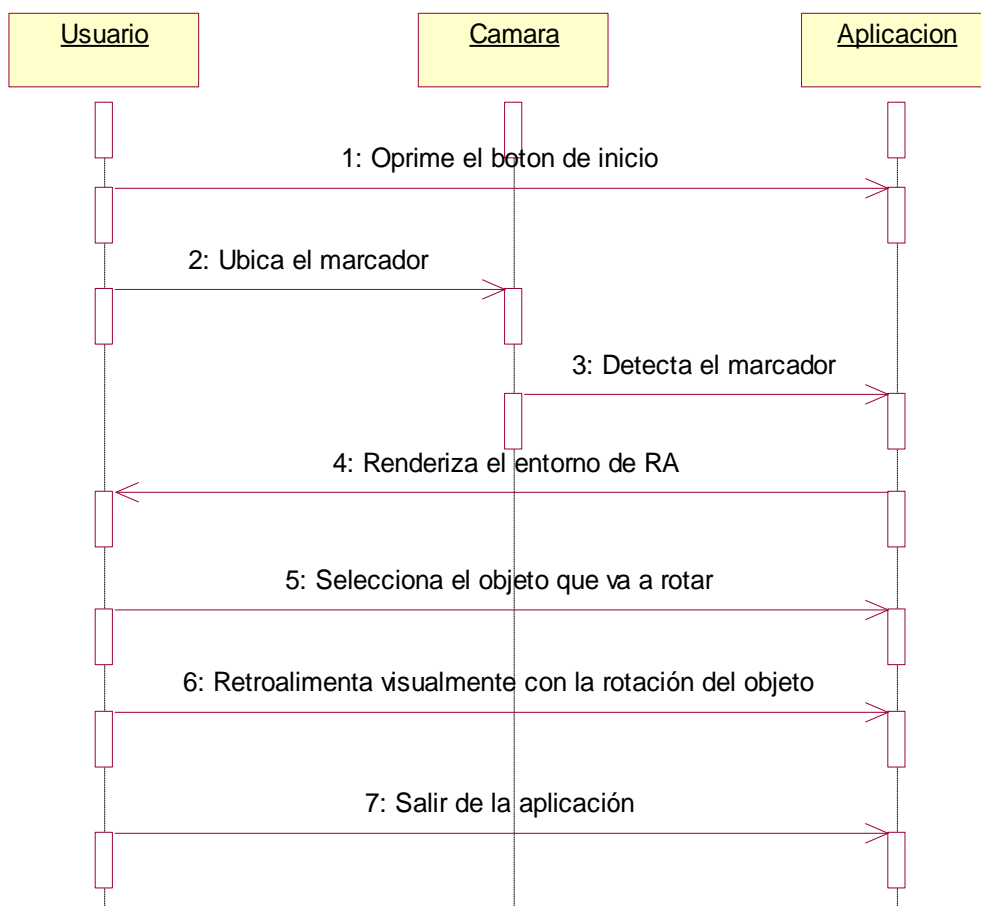 Usuario
Camara
Aplicacion
1: Oprime el boton de inicio
2: Ubica el marcador
3: Detecta el marcador
4: Renderiza el entorno de RA
5: Selecciona el objeto que va a rotar
6: Retroalimenta visualmente con la rotación del objeto
7: Salir de la aplicación